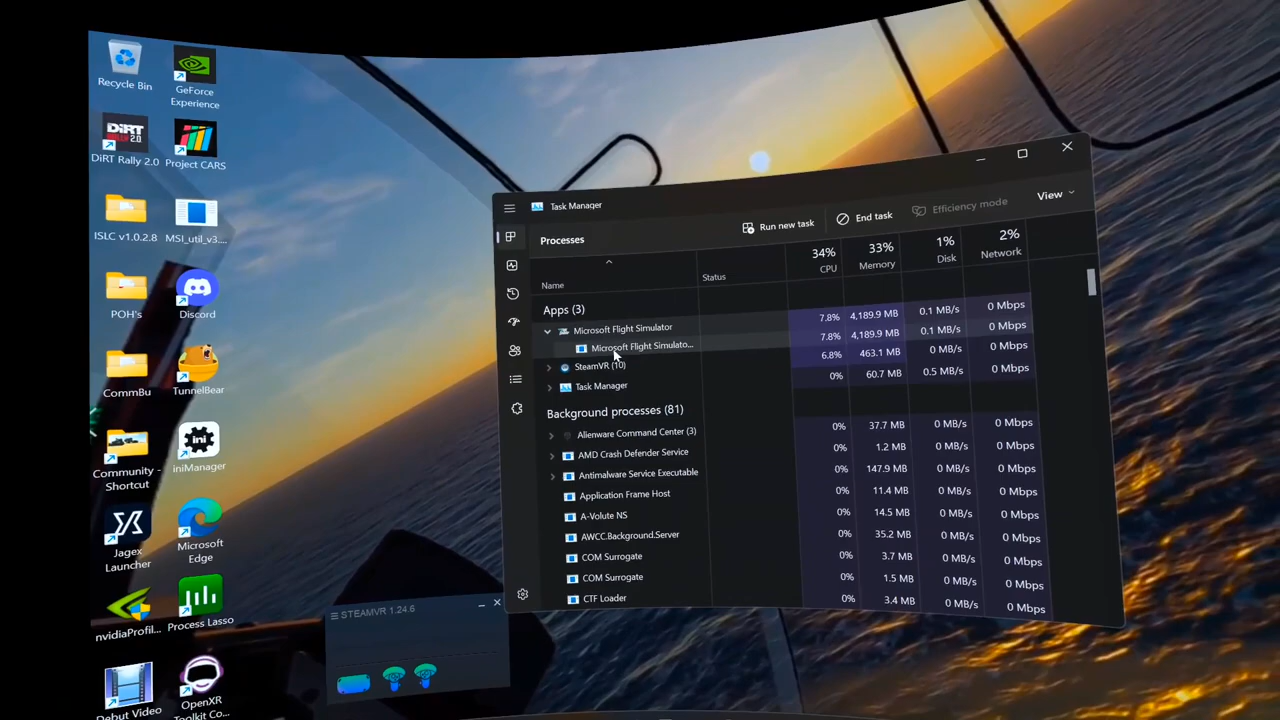 Recycle Bin
GeForce
Experience
DiRT Rally 2.0
Project CARS
ISLC v1.0.2.8
MSI_util_v3....
POH's
Discord
CommBu
TunnelBear
Community -
Shortcut
iniManager
Jagex
Launcher
Microsoft
Edge
nvidiaProfil...
Process Lasso
Debut Video
OpenXR
Toolkit Co...
Task Manager
Processes
Run new task
End task
Efficiency mode
View
Name
Status
34%
CPU
33%
Memory
1%
Disk
2%
Network
Apps (3)
Microsoft Flight Simulator
7.8% 4,189.9 MB 0.1 MB/s 0 Mbps
Microsoft Flight Simulato...
7.8% 4,189.9 MB 0.1 MB/s 0 Mbps
SteamVR (10)
6.8% 463.1 MB 0 MB/s 0 Mbps
Task Manager
0% 60.7 MB 0.5 MB/s 0 Mbps
Background processes (81)
Alienware Command Center (3)
0% 37.7 MB 0 MB/s 0 Mbps
AMD Crash Defender Service
0% 1.2 MB 0 MB/s 0 Mbps
Antimalware Service Executable
0% 147.9 MB 0 MB/s 0 Mbps
Application Frame Host
0% 11.4 MB 0 MB/s 0 Mbps
A-Volute NS
0% 14.5 MB 0 MB/s 0 Mbps
AWCC.Background.Server
0% 35.2 MB 0 MB/s 0 Mbps
COM Surrogate
0% 3.7 MB 0 MB/s 0 Mbps
COM Surrogate
0% 1.5 MB 0 MB/s 0 Mbps
CTF Loader
0% 3.4 MB 0 MB/s 0 Mbps
STEAMVR 1.24.6